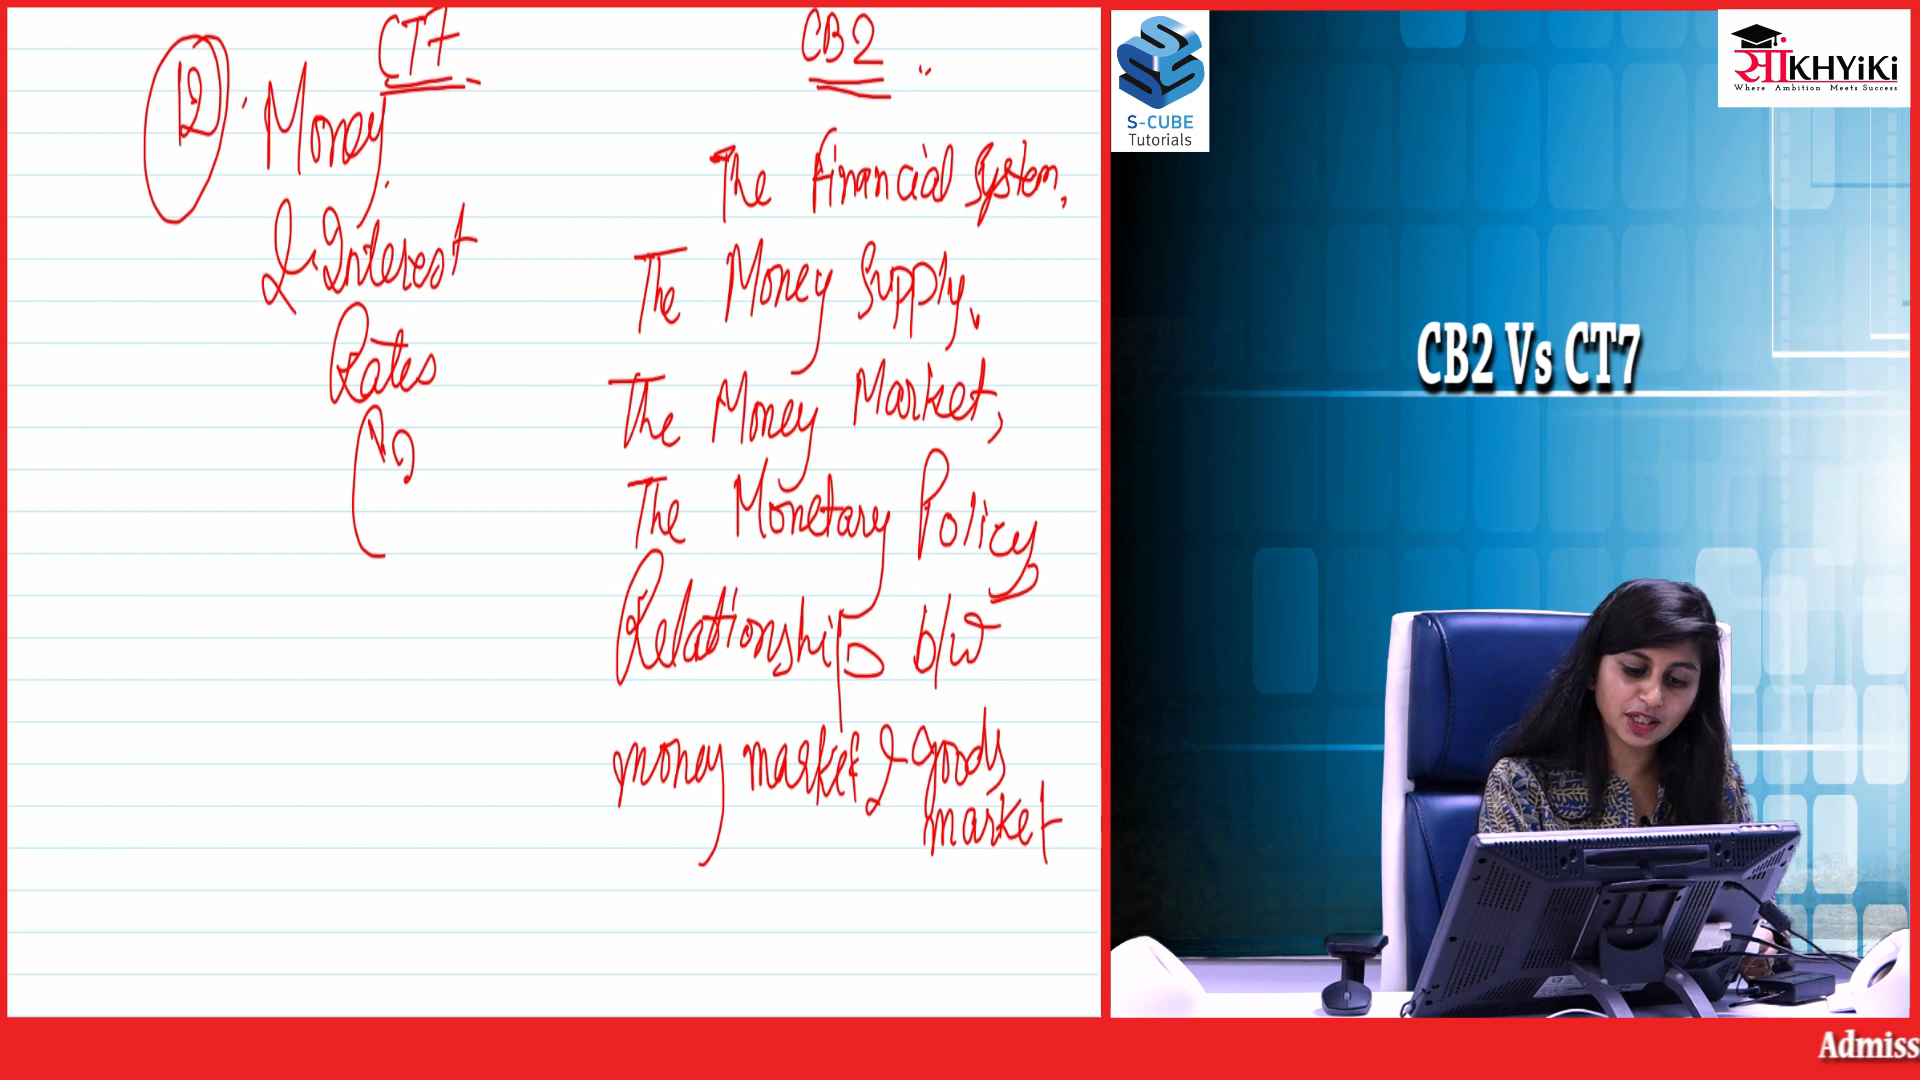 CT7
CB2
12. Money
& Interest
Rates
The Financial System,
The Money Supply,
The Money Market,
The Monetary Policy
Relationship b/w
money market & goods
market
S-CUBE
Tutorials
सांKHYiKi
Where Ambition Meets Success
CB2 Vs CT7
Admiss